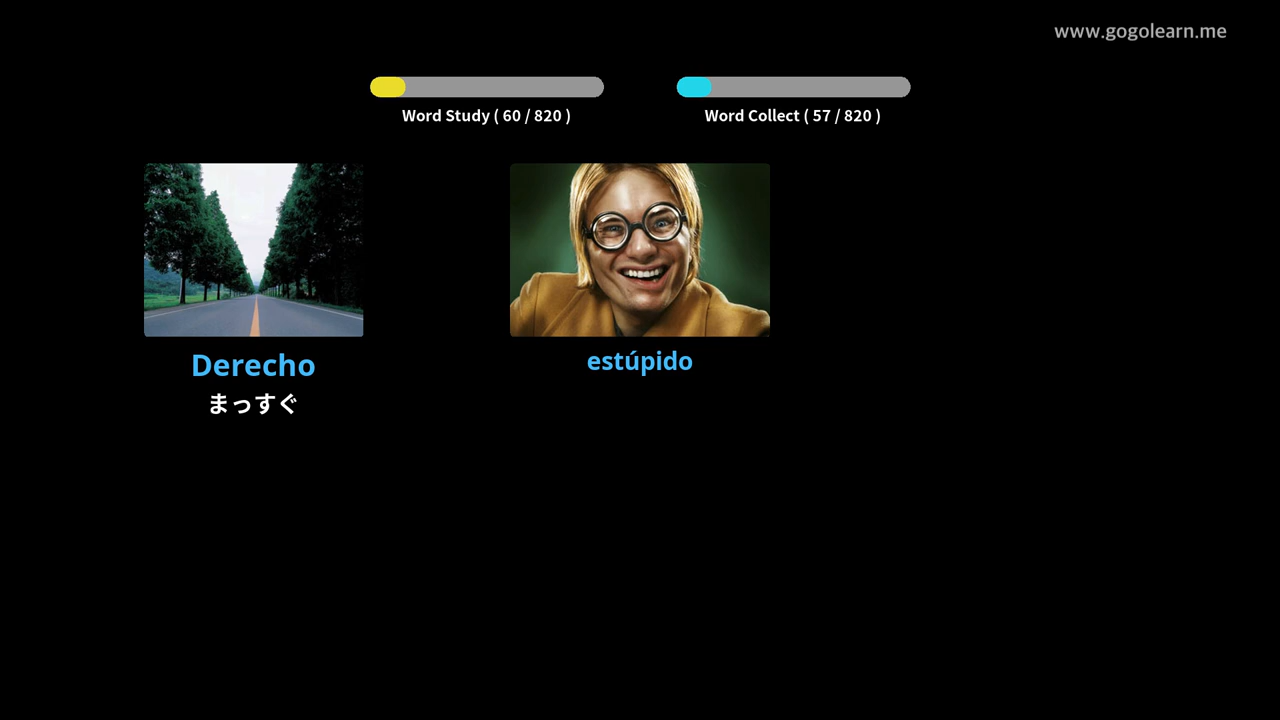 www.gogolearn.me
Word Study ( 60 / 820 )
Word Collect ( 57 / 820 )
Derecho
まっすぐ
estúpido